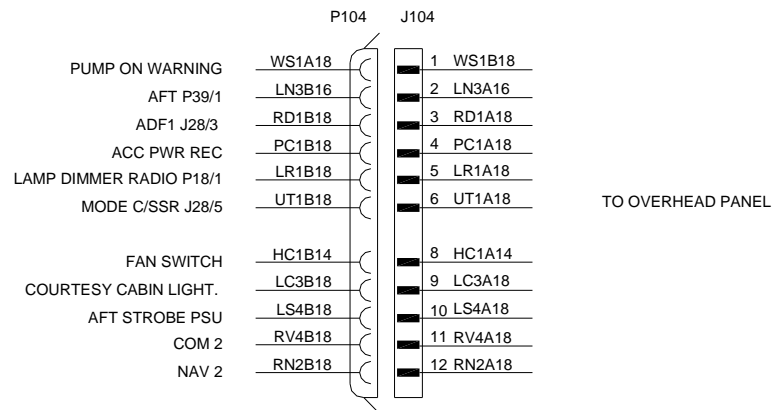 P104 J104
PUMP ON WARNING WS1A18 1 WS1B18
AFT P39/1 LN3B16 2 LN3A16
ADF1 J28/3 RD1B18 3 RD1A18
ACC PWR REC PC1B18 4 PC1A18
LAMP DIMMER RADIO P18/1 LR1B18 5 LR1A18
MODE C/SSR J28/5 UT1B18 6 UT1A18 TO OVERHEAD PANEL
FAN SWITCH HC1B14 8 HC1A14
COURTESY CABIN LIGHT. LC3B18 9 LC3A18
AFT STROBE PSU LS4B18 10 LS4A18
COM 2 RV4B18 11 RV4A18
NAV 2 RN2B18 12 RN2A18